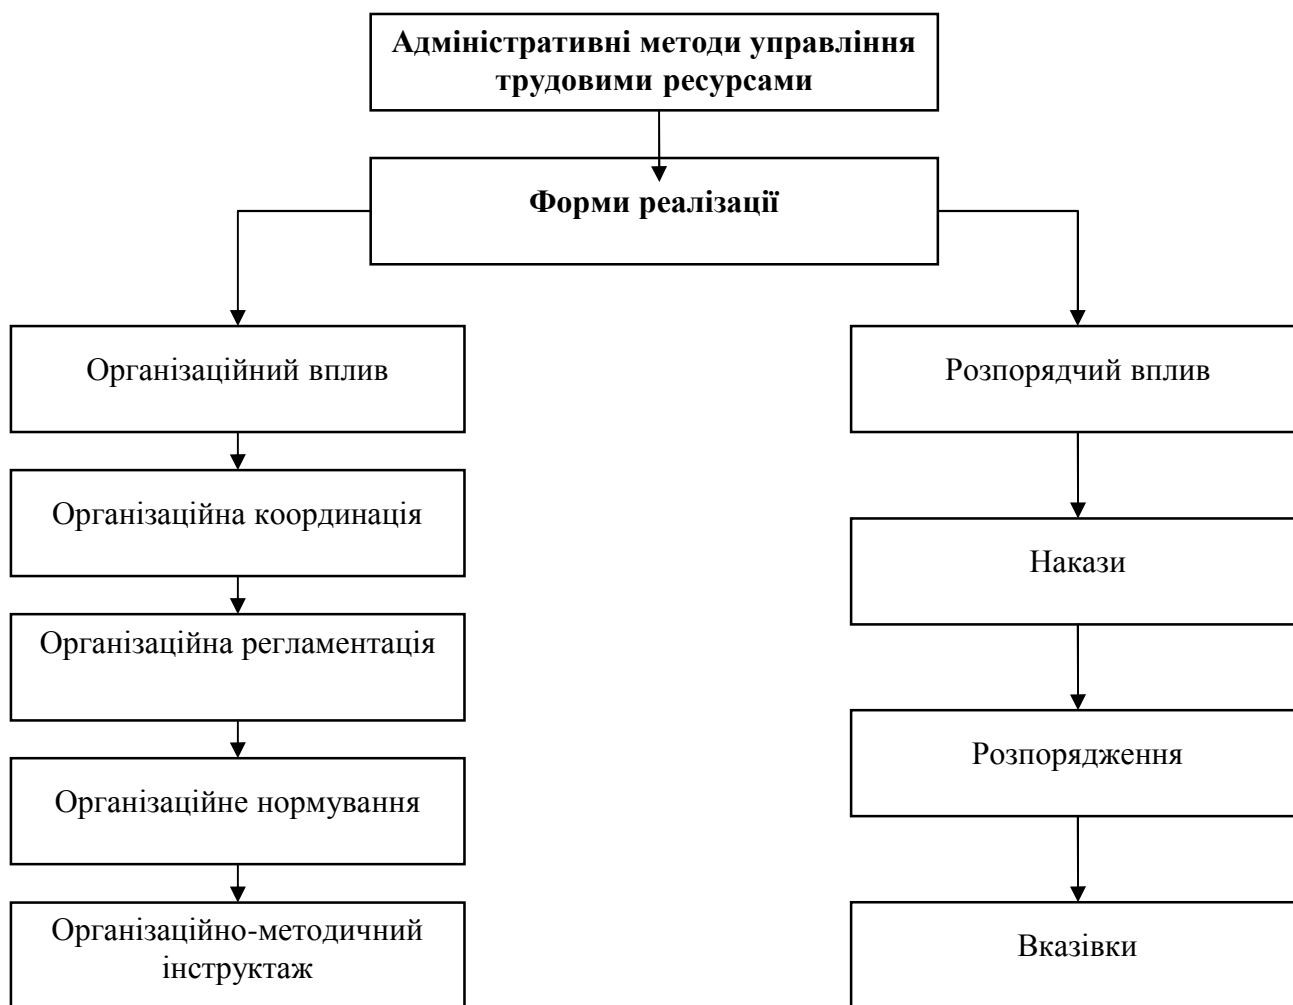 Адміністративні методи управління
трудовими ресурсами
Форми реалізації
Організаційний вплив
Організаційна координація
Організаційна регламентація
Організаційне нормування
Організаційно-методичний
інструктаж
Розпорядчий вплив
Накази
Розпорядження
Вказівки